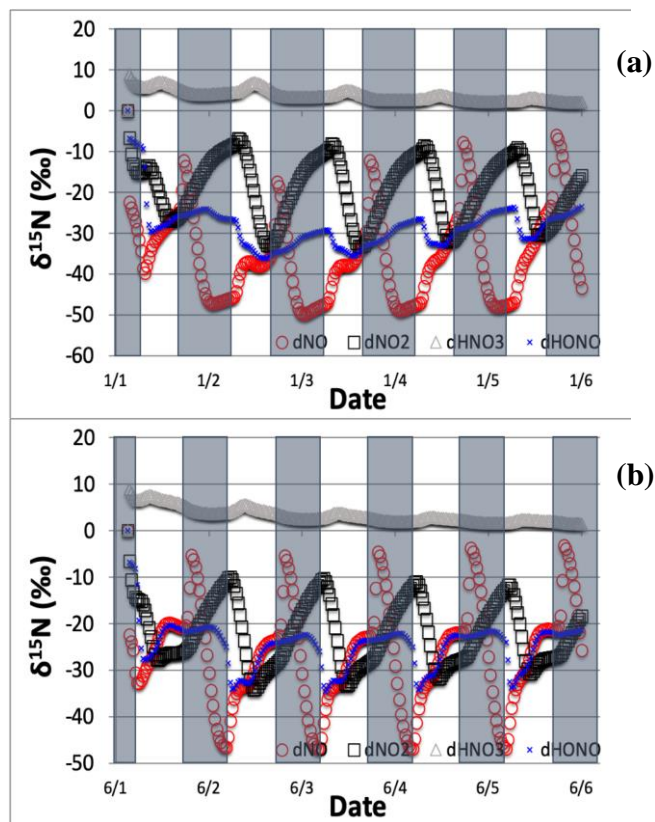 (a)
20
10
0
-10
-20
-30
-40
-50
-60
δ¹⁵N (‰)
dNO dNO2 dHNO3 dHONO
1/1 1/2 1/3 1/4 1/5 1/6
Date
(b)
20
10
0
-10
-20
-30
-40
-50
δ¹⁵N (‰)
dNO dNO2 dHNO3 dHONO
6/1 6/2 6/3 6/4 6/5 6/6
Date